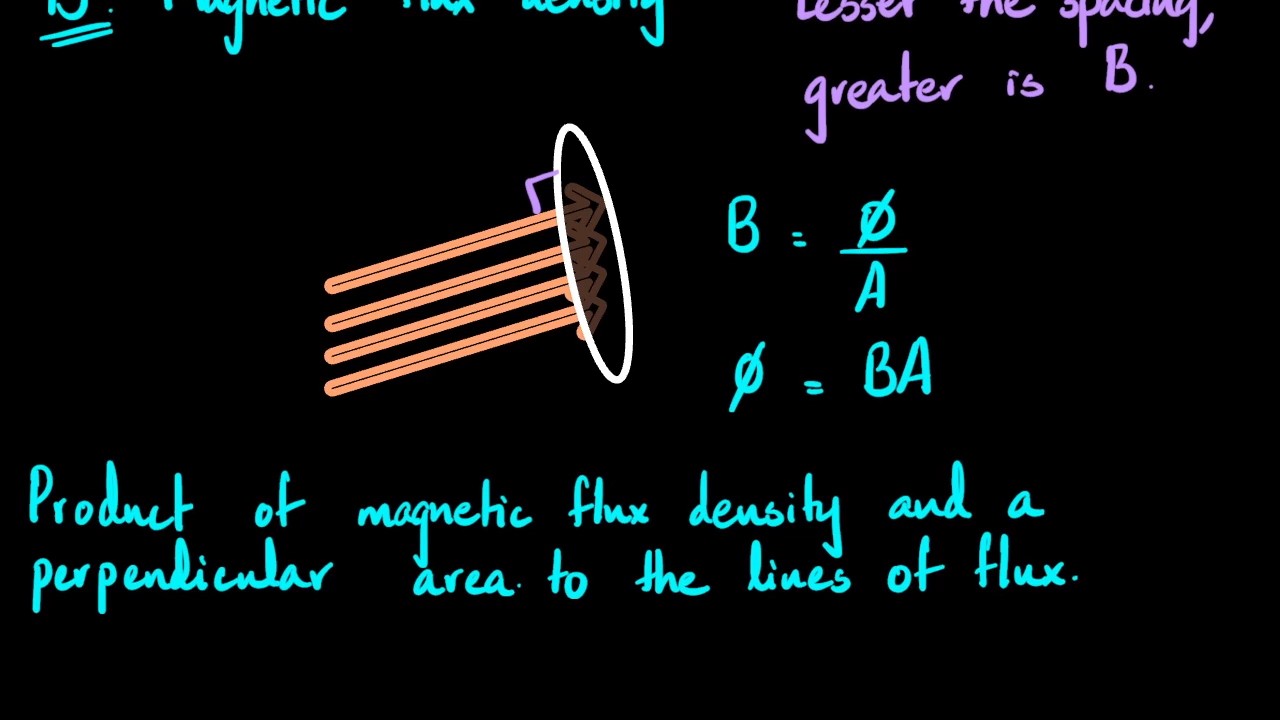 B: Magnetic flux density
Lesser the spacing,
greater is B.
B = Ø
A
Ø = BA
Product of magnetic flux density and a
perpendicular area to the lines of flux.